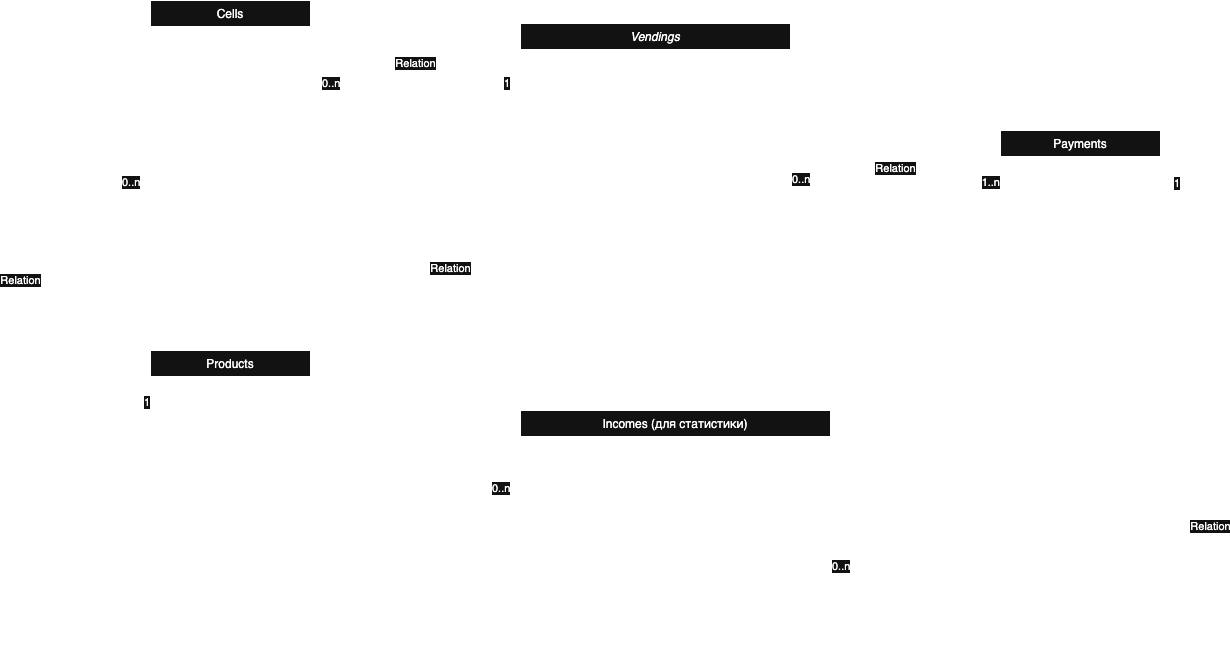 Cells
Vendings
Relation
0..n
1
Payments
Relation
0..n
0..n
1..n
1
Relation
Relation
Products
1
Incomes (для статистики)
0..n
Relation
0..n